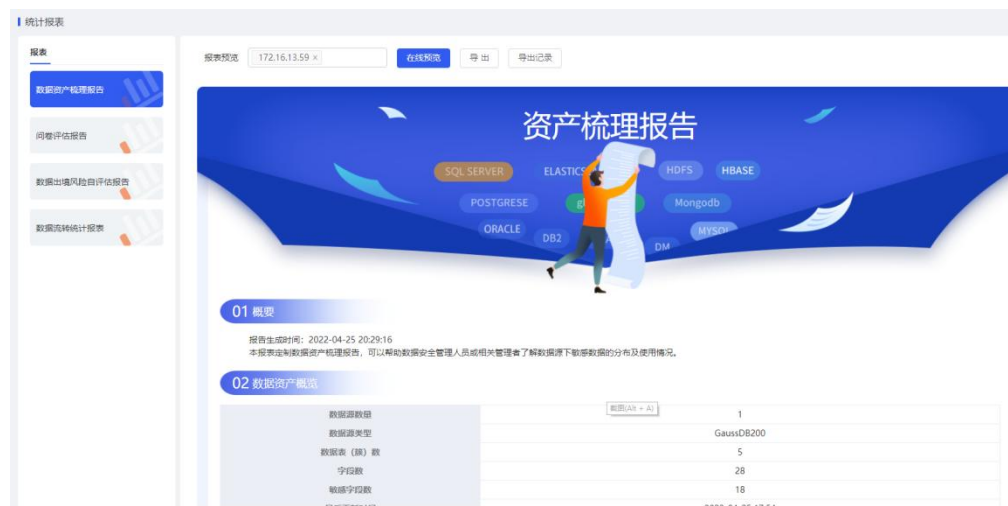 统计报表
报表
报表预览 172.16.13.59 × 在线预览 导 出 导出记录
数据资产梳理报告
问卷评估报告
数据出境风险自评估报告
数据流转统计报表
资产梳理报告
SQL SERVER ELASTICS HDFS HBASE
POSTGRESE Mongodb
ORACLE DB2 DM MYSQL
01 概要
报告生成时间：2022-04-25 20:29:16
本报表定制数据资产梳理报告，可以帮助数据安全管理人员或相关管理者了解数据源下敏感数据的分布及使用情况。
02 数据资产概览
截图(Alt + A)
数据源数量 1
数据源类型 GaussDB200
数据表（簇）数 5
字段数 28
敏感字段数 18